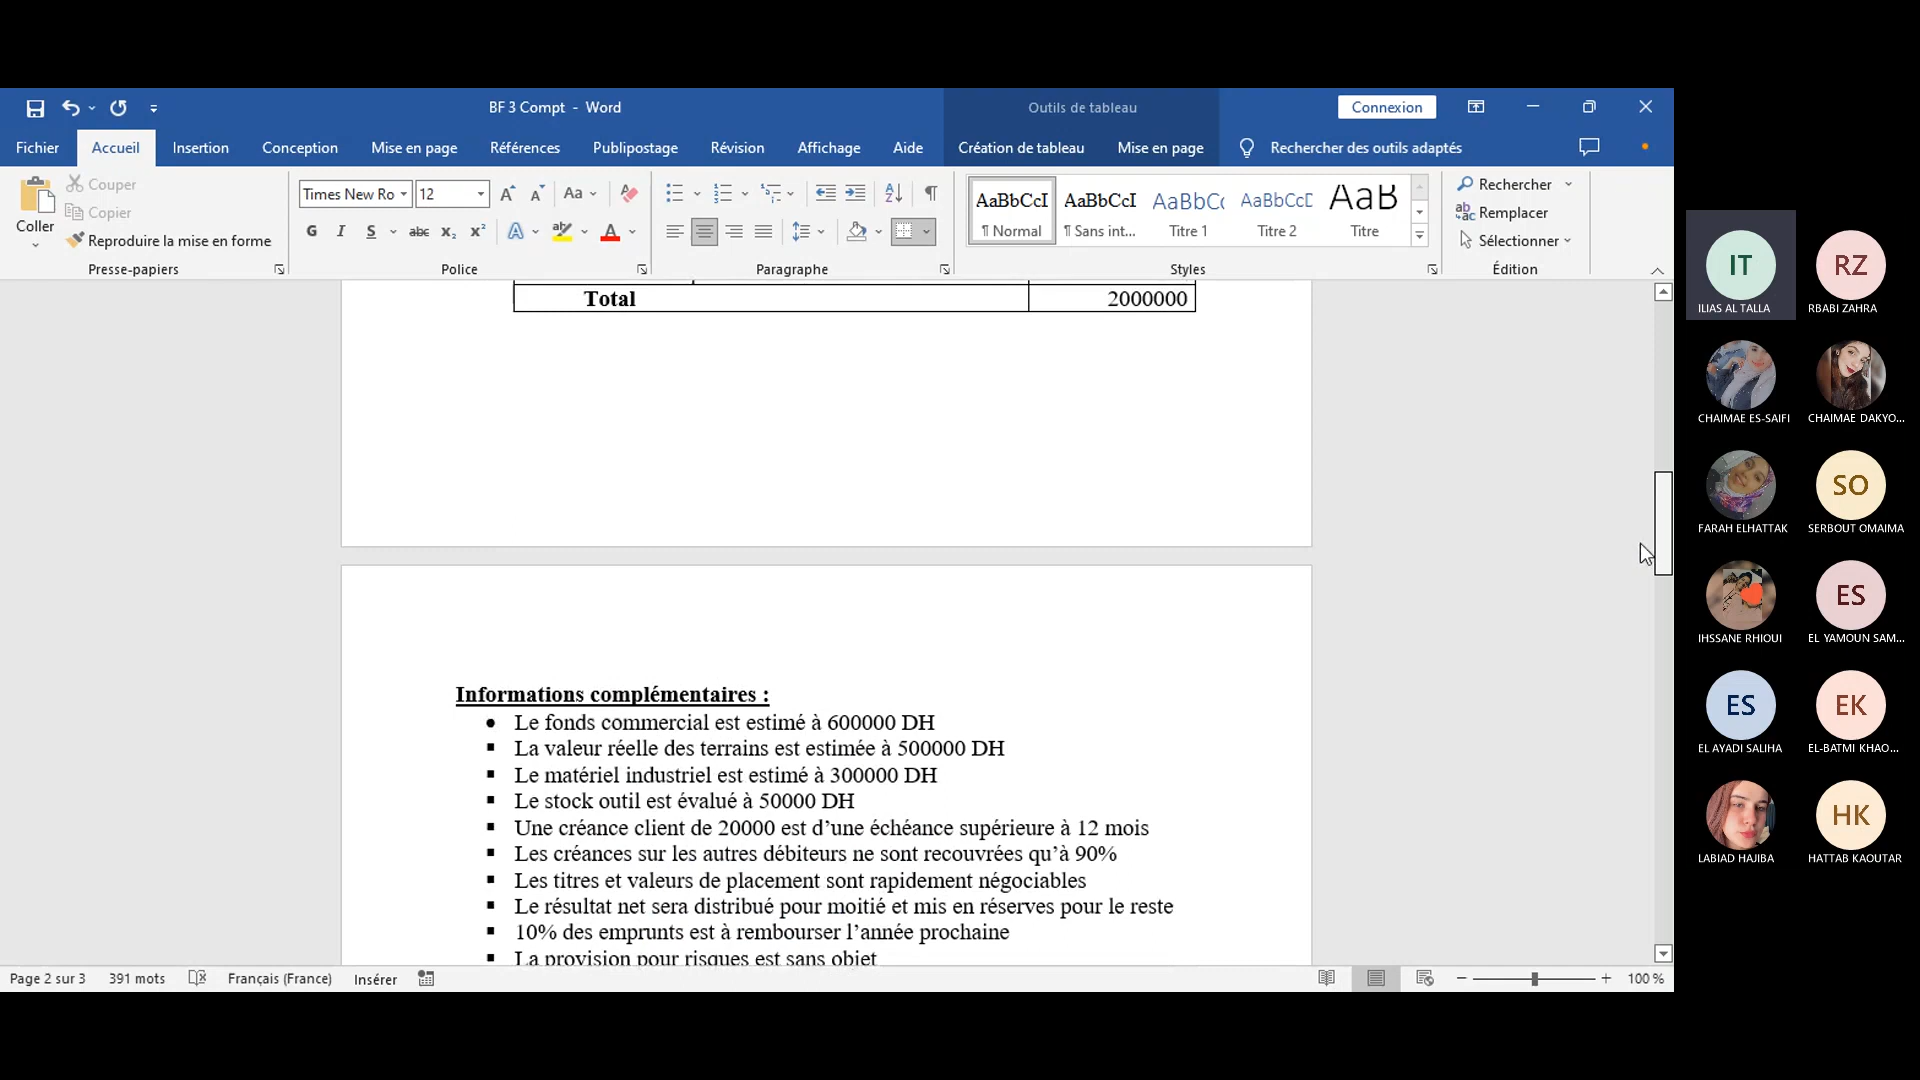 BF 3 Compt - Word
Outils de tableau
Connexion
Fichier
Accueil
Insertion
Conception
Mise en page
Références
Publipostage
Révision
Affichage
Aide
Création de tableau
Mise en page
Rechercher des outils adaptés
Coller
Couper
Copier
Reproduire la mise en forme
Presse-papiers
Times New Ro
12
Aa
G I S abc x₂ x² A ab A
Police
A Z ¶
Paragraphe
AaBbCcI
¶ Normal
AaBbCcI
¶ Sans int...
AaBbCc
Titre 1
AaBbCcD
Titre 2
AaB
Titre
Styles
Rechercher
Remplacer
Sélectionner
Édition
Total 2000000
Informations complémentaires :
• Le fonds commercial est estimé à 600000 DH
▪ La valeur réelle des terrains est estimée à 500000 DH
▪ Le matériel industriel est estimé à 300000 DH
▪ Le stock outil est évalué à 50000 DH
▪ Une créance client de 20000 est d’une échéance supérieure à 12 mois
▪ Les créances sur les autres débiteurs ne sont recouvrées qu’à 90%
▪ Les titres et valeurs de placement sont rapidement négociables
▪ Le résultat net sera distribué pour moitié et mis en réserves pour le reste
▪ 10% des emprunts est à rembourser l’année prochaine
▪ La provision pour risques est sans objet
Page 2 sur 3
391 mots
Français (France)
Insérer
100 %
IT
ILIAS AL TALLA
RZ
RBABI ZAHRA
CHAIMAE ES-SAIFI
CHAIMAE DAKYO...
FARAH ELHATTAK
SO
SERBOUT OMAIMA
IHSSANE RHIOUI
ES
EL YAMOUN SAM...
ES
EL AYADI SALIHA
EK
EL-BATMI KHAO...
LABIAD HAJIBA
HK
HATTAB KAOUTAR